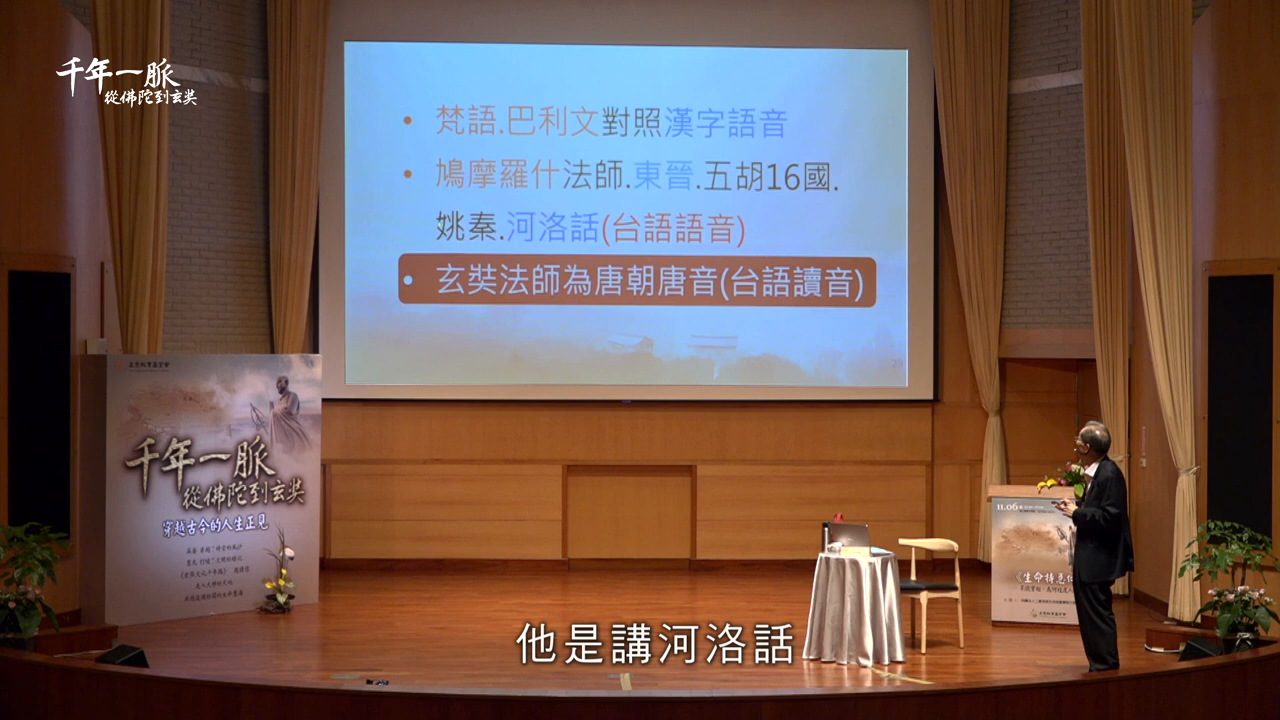 千年一脈
從佛陀到玄奘
• 梵語.巴利文對照漢字語音
• 鳩摩羅什法師.東晉.五胡16國.
姚秦.河洛話(台語語音)
• 玄奘法師為唐朝唐音(台語讀音)
千年一脈
從佛陀到玄奘
穿越古今的人生正見
11.06
他是講河洛話